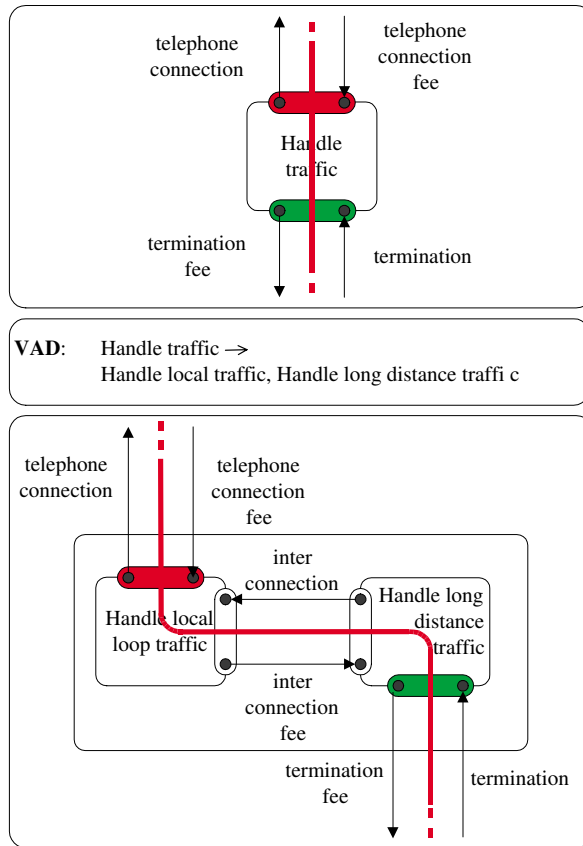 telephone
connection
telephone
connection
fee
Handle
traffic
termination
fee
termination
VAD: Handle traffic →
Handle local traffic, Handle long distance traffi c
telephone
connection
telephone
connection
fee
inter
connection
Handle local
loop traffic
Handle long
distance
traffic
inter
connection
fee
termination
fee
termination